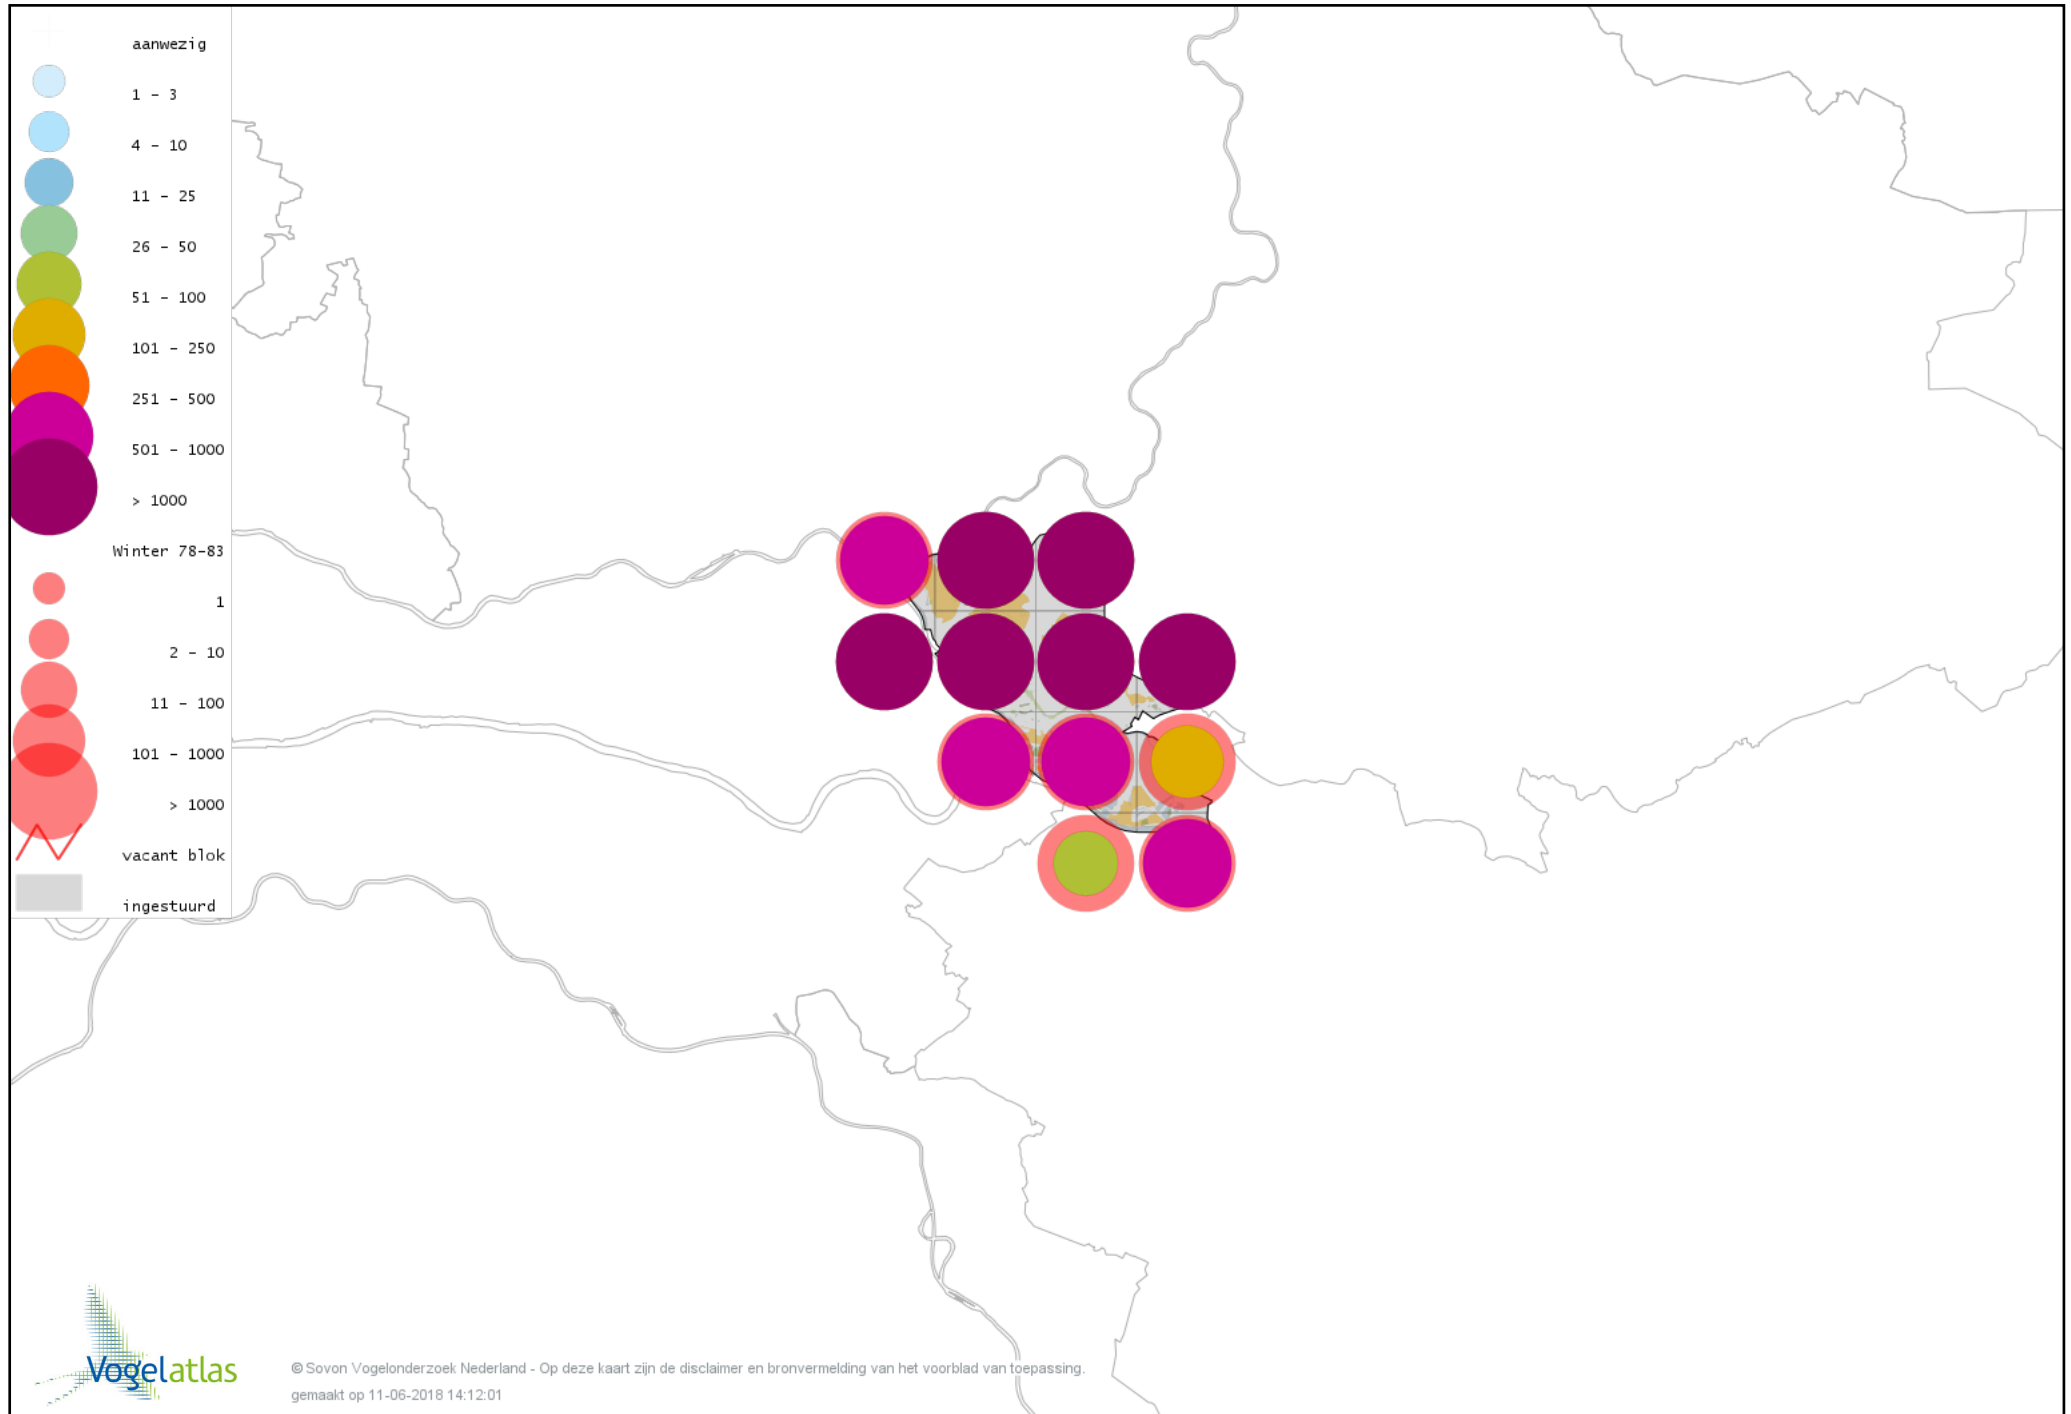 aanwezig
1 - 3
4 - 10
11 - 25
26 - 50
51 - 100
101 - 250
251 - 500
501 - 1000
> 1000
Winter 78-83
1
2 - 10
11 - 100
101 - 1000
> 1000
vacant blok
ingestuurd
Vogelatlas
© Sovon Vogelonderzoek Nederland - Op deze kaart zijn de disclaimer en bronvermelding van het voorblad van toepassing.
gemaakt op 11-06-2018 14:12:01